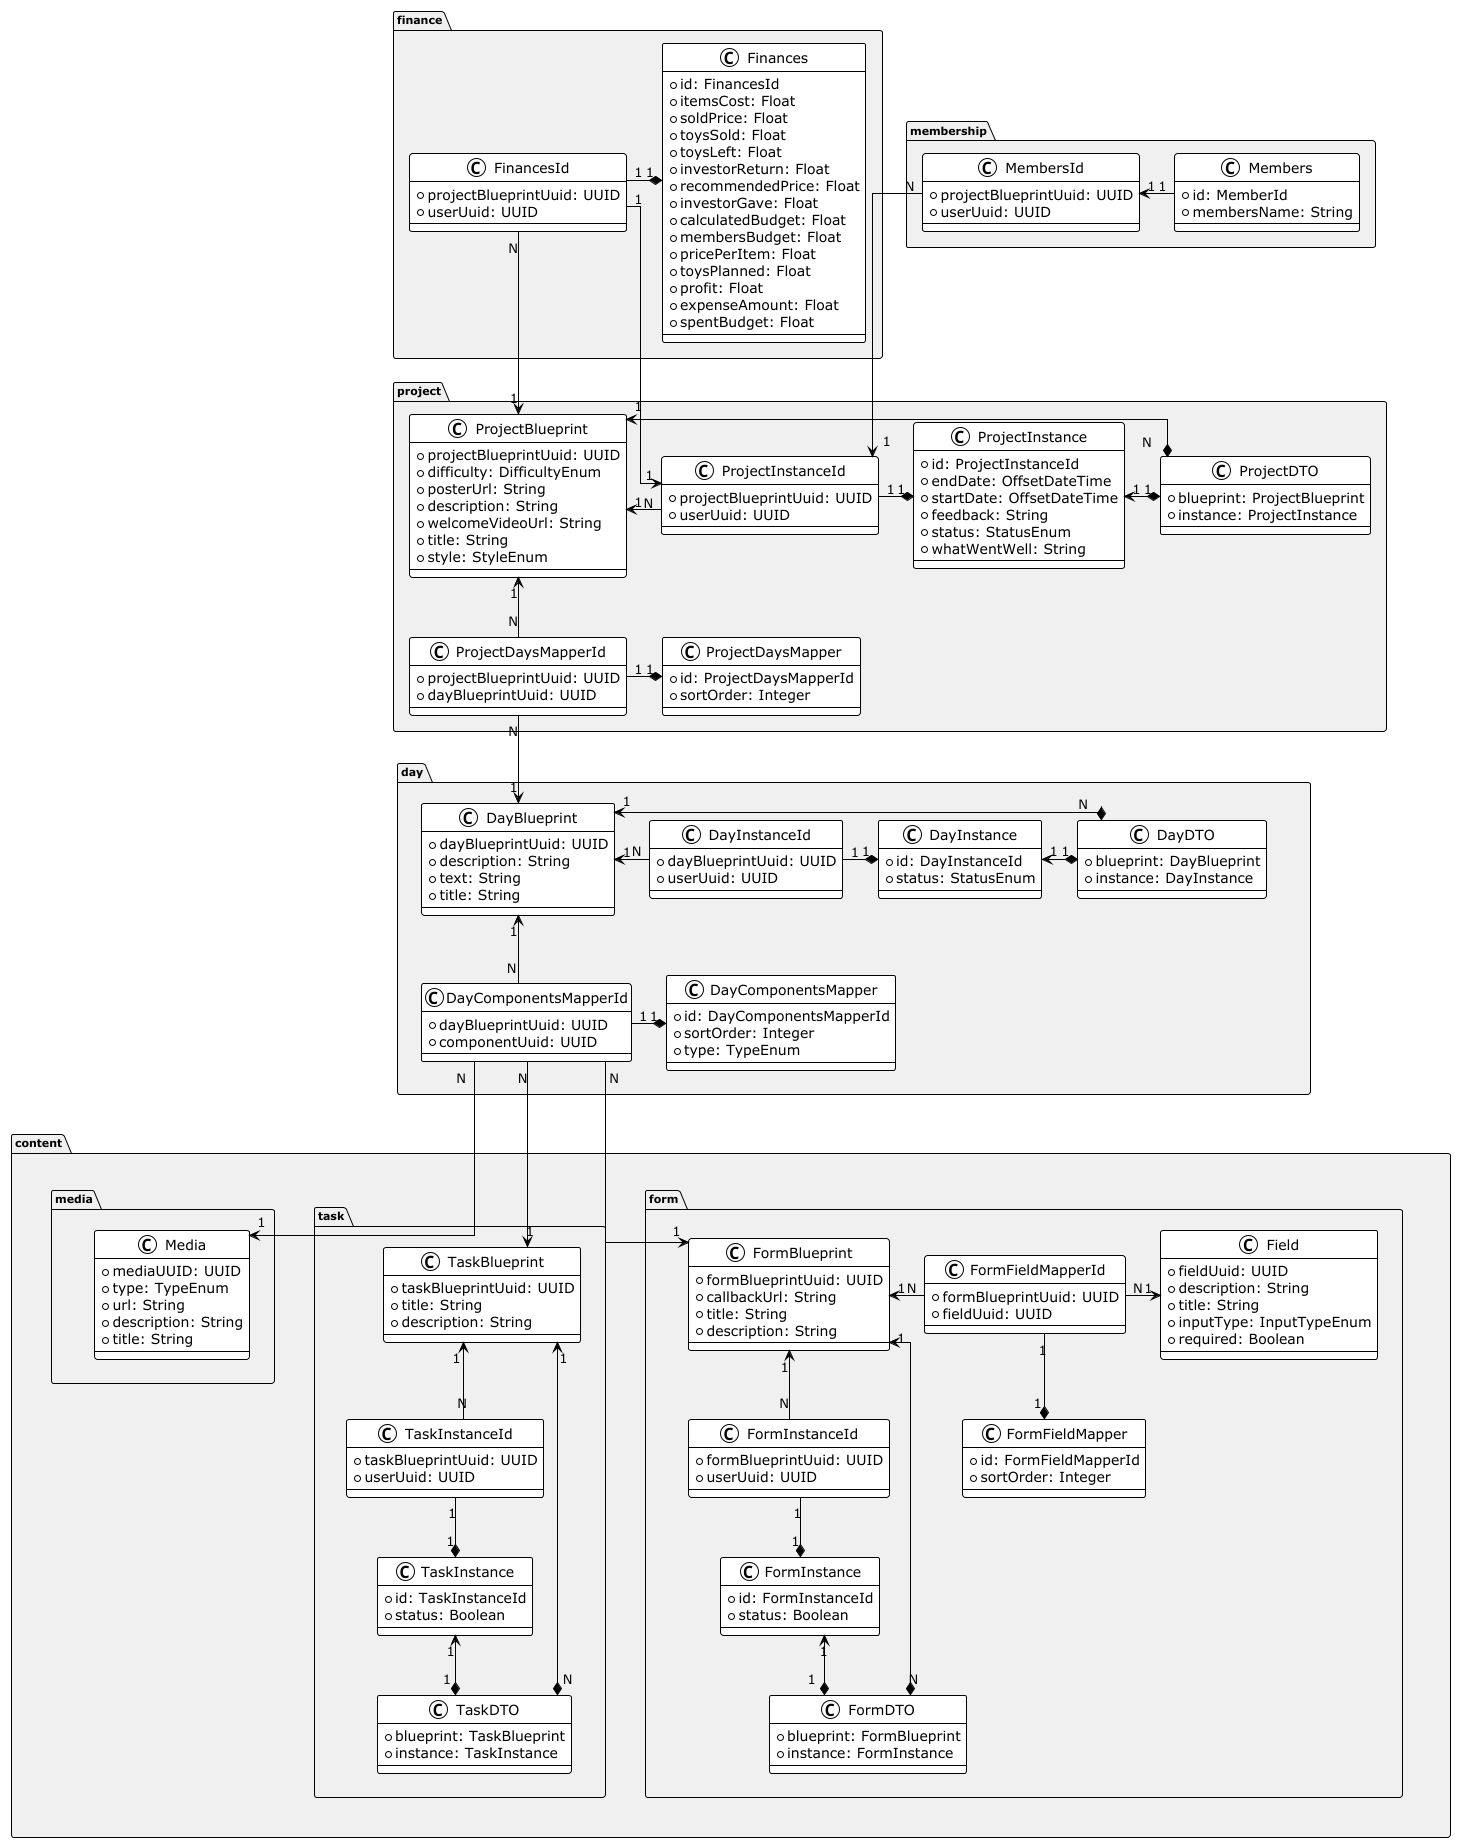 finance
Finances
id: FinancesId
itemsCost: Float
soldPrice: Float
toysSold: Float
toysLeft: Float
investorReturn: Float
recommendedPrice: Float
investorGave: Float
calculatedBudget: Float
membersBudget: Float
pricePerItem: Float
toysPlanned: Float
profit: Float
expenseAmount: Float
spentBudget: Float
FinancesId
projectBlueprintUuid: UUID
userUuid: UUID
1 1
1
N
membership
MembersId
projectBlueprintUuid: UUID
userUuid: UUID
Members
id: MemberId
membersName: String
N
1 1
project
1
1
1
N
1
ProjectBlueprint
projectBlueprintUuid: UUID
difficulty: DifficultyEnum
posterUrl: String
description: String
welcomeVideoUrl: String
title: String
style: StyleEnum
ProjectInstanceId
projectBlueprintUuid: UUID
userUuid: UUID
1 N
1 1
ProjectInstance
id: ProjectInstanceId
endDate: OffsetDateTime
startDate: OffsetDateTime
feedback: String
status: StatusEnum
whatWentWell: String
1 1
ProjectDTO
blueprint: ProjectBlueprint
instance: ProjectInstance
1
N
ProjectDaysMapperId
projectBlueprintUuid: UUID
dayBlueprintUuid: UUID
1 1
ProjectDaysMapper
id: ProjectDaysMapperId
sortOrder: Integer
N
day
1
1
N
DayBlueprint
dayBlueprintUuid: UUID
description: String
text: String
title: String
1 N
DayInstanceId
dayBlueprintUuid: UUID
userUuid: UUID
1 1
DayInstance
id: DayInstanceId
status: StatusEnum
1 1
DayDTO
blueprint: DayBlueprint
instance: DayInstance
1
N
DayComponentsMapperId
dayBlueprintUuid: UUID
componentUuid: UUID
1 1
DayComponentsMapper
id: DayComponentsMapperId
sortOrder: Integer
type: TypeEnum
N
N
N
content
media
1
Media
mediaUUID: UUID
type: TypeEnum
url: String
description: String
title: String
task
1
TaskBlueprint
taskBlueprintUuid: UUID
title: String
description: String
1
1
N
TaskInstanceId
taskBlueprintUuid: UUID
userUuid: UUID
1
1
TaskInstance
id: TaskInstanceId
status: Boolean
1
1
N
TaskDTO
blueprint: TaskBlueprint
instance: TaskInstance
form
1
FormBlueprint
formBlueprintUuid: UUID
callbackUrl: String
title: String
description: String
1 N
FormFieldMapperId
formBlueprintUuid: UUID
fieldUuid: UUID
N 1
Field
fieldUuid: UUID
description: String
title: String
inputType: InputTypeEnum
required: Boolean
1
1
1
N
1
FormInstanceId
formBlueprintUuid: UUID
userUuid: UUID
FormFieldMapper
id: FormFieldMapperId
sortOrder: Integer
1
1
FormInstance
id: FormInstanceId
status: Boolean
1
1
N
FormDTO
blueprint: FormBlueprint
instance: FormInstance